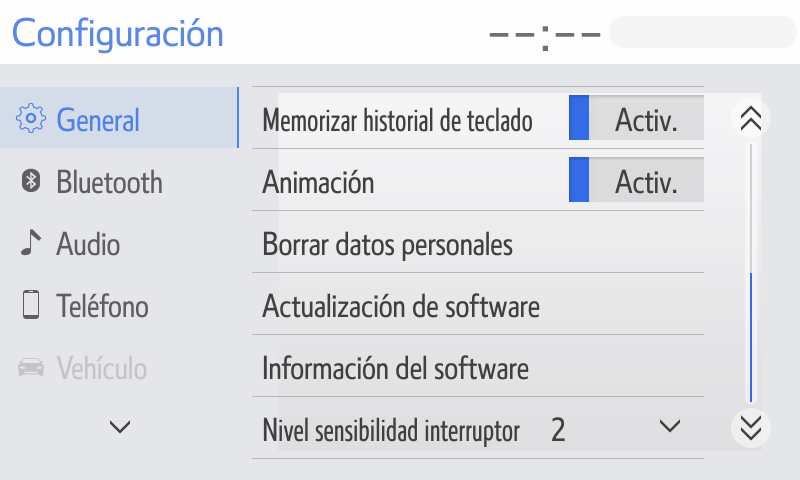 Configuración --:--
General
Bluetooth
Audio
Teléfono
Vehículo
Memorizar historial de teclado Activ.
Animación Activ.
Borrar datos personales
Actualización de software
Información del software
Nivel sensibilidad interruptor 2